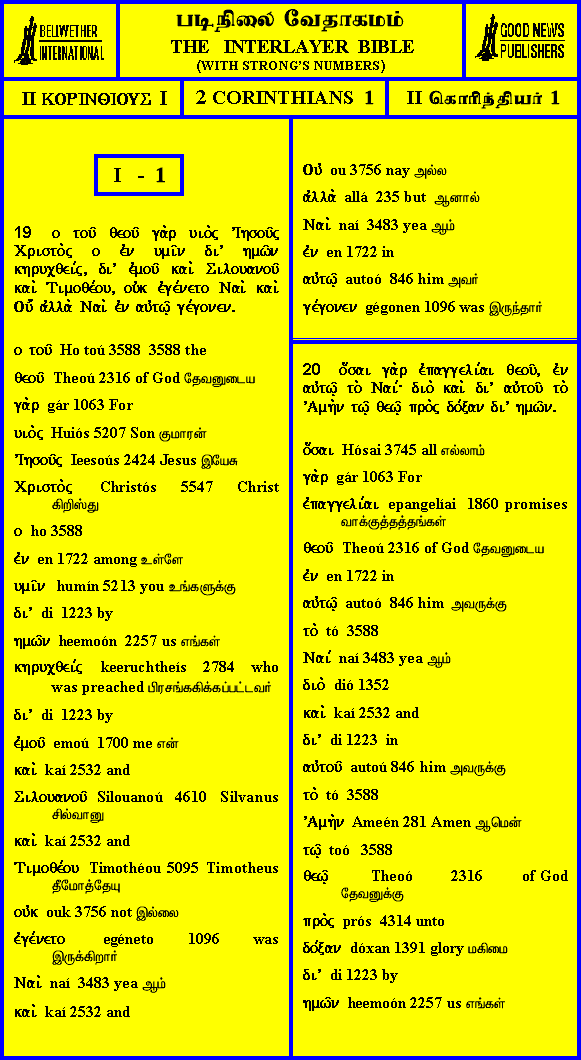 BELLWETHER
INTERNATIONAL
படிநிலை வேதாகமம்
THE INTERLAYER BIBLE
(WITH STRONG'S NUMBERS)
GOOD NEWS
PUBLISHERS
II ΚΟΡΙΝΘΙΟΥΣ I
2 CORINTHIANS 1
II கொரிந்தியர் 1
I - 1
19 ο τοῦ θεοῦ γὰρ υιὸς Ἰησοῦς
Χριστὸς ο ἐν υμῖν δι’ ημῶν
κηρυχθείς, δι’ ἐμοῦ καὶ Σιλουανοῦ
καὶ Τιμοθέου, οὐκ ἐγένετο Ναὶ καὶ
Οὒ ἀλλὰ Ναὶ ἐν αὐτῷ γέγονεν.
ο τοῦ Ho toú 3588 3588 the
θεοῦ Theoú 2316 of God தேவனுடைய
γὰρ gár 1063 For
υιὸς Huiós 5207 Son குமாரன்
Ἰησοῦς Ieesoús 2424 Jesus இயேசு
Χριστὸς Christós 5547 Christ
கிறிஸ்து
ο ho 3588
ἐν en 1722 among உள்ளே
υμῖν humín 5213 you உங்களுக்கு
δι’ di 1223 by
ημῶν heemoón 2257 us எங்கள்
κηρυχθείς keeruchtheís 2784 who
was preached பிரசங்ககிக்கப்பட்டவர்
δι’ di 1223 by
ἐμοῦ emoú 1700 me என்
καὶ kaí 2532 and
Σιλουανοῦ Silouanoú 4610 Silvanus
சில்வானு
καὶ kaí 2532 and
Τιμοθέου Timothéou 5095 Timotheus
தீமோத்தேயு
οὐκ ouk 3756 not இல்லை
ἐγένετο egéneto 1096 was
இருக்கிறார்
Ναὶ naí 3483 yea ஆம்
καὶ kaí 2532 and
Οὐ ou 3756 nay அல்ல
ἀλλὰ allá 235 but ஆனால்
Ναὶ naí 3483 yea ஆம்
ἐν en 1722 in
αὐτῷ autoó 846 him அவர்
γέγονεν gégonen 1096 was இருந்தார்
20 ὅσαι γὰρ ἐπαγγελίαι θεοῦ, ἐν
αὐτῷ τὸ Ναί· διὸ καὶ δι’ αὐτοῦ τὸ
Ἀμὴν τῷ θεῷ πρὸς δόξαν δι’ ημῶν.
ὅσαι Hósai 3745 all எல்லாம்
γὰρ gár 1063 For
ἐπαγγελίαι epangelíai 1860 promises
வாக்குத்தத்தங்கள்
θεοῦ Theoú 2316 of God தேவனுடைய
ἐν en 1722 in
αὐτῷ autoó 846 him அவருக்கு
τὸ tó 3588
Ναί naí 3483 yea ஆம்
διὸ dió 1352
καὶ kaí 2532 and
δι’ di 1223 in
αὐτοῦ autoú 846 him அவருக்கு
τὸ tó 3588
Ἀμὴν Ameén 281 Amen ஆமென்
τῷ toó 3588
θεῷ Theoó 2316 of God
தேவனுக்கு
πρὸς prós 4314 unto
δόξαν dóxan 1391 glory மகிமை
δι’ di 1223 by
ημῶν heemoón 2257 us எங்கள்